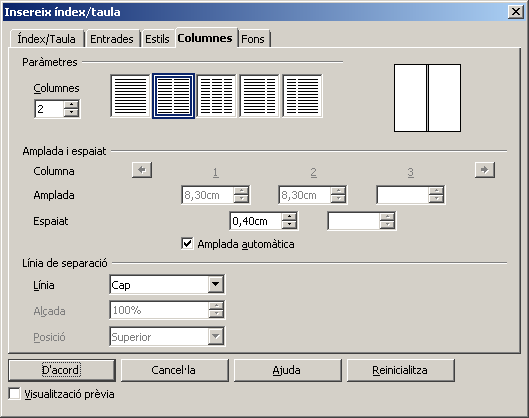 Insereix índex/taula
Índex/Taula Entrades Estils Columnes Fons
Paràmetres
Columnes
2
Amplada i espaiat
Columna 1 2 3
Amplada 8,30cm 8,30cm
Espaiat 0,40cm
Amplada automàtica
Línia de separació
Línia Cap
Alçada 100%
Posició Superior
D'acord Cancel·la Ajuda Reinicialitza
Visualització prèvia